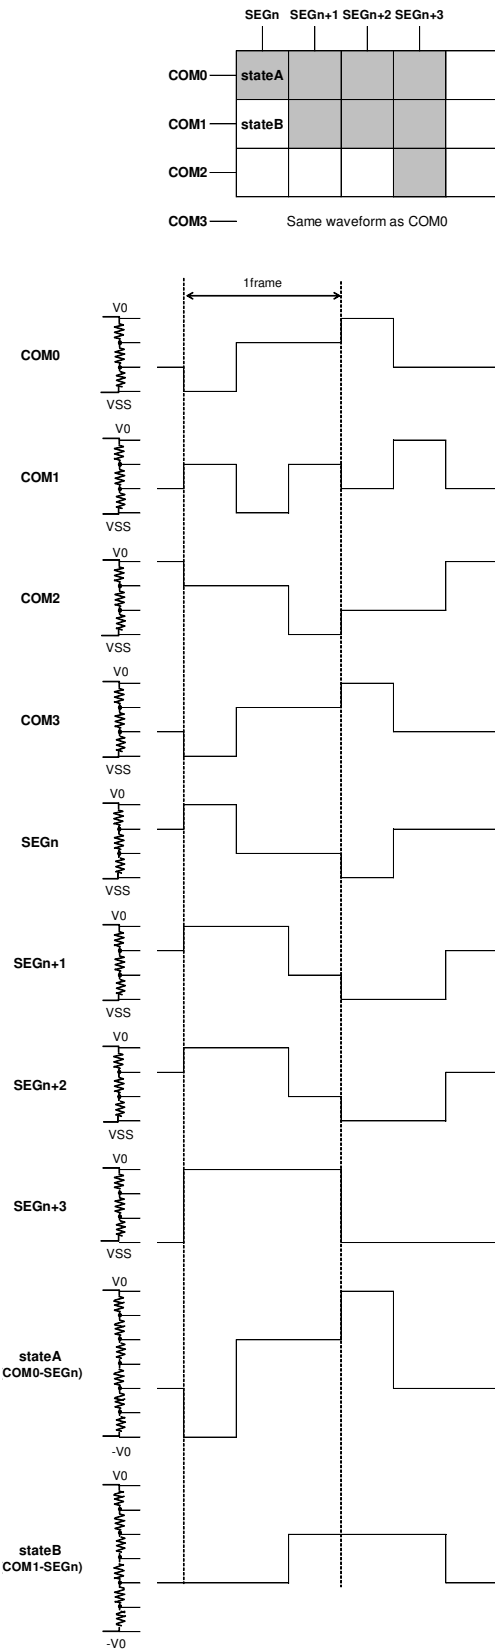 SEGn SEGn+1 SEGn+2 SEGn+3
COM0 stateA
COM1 stateB
COM2
COM3 Same waveform as COM0
1frame
V0
COM0
VSS
V0
COM1
VSS
V0
COM2
VSS
V0
COM3
VSS
V0
SEGn
VSS
V0
SEGn+1
VSS
V0
SEGn+2
VSS
V0
SEGn+3
VSS
V0
stateA
COM0-SEGn)
-V0
V0
stateB
COM1-SEGn)
-V0